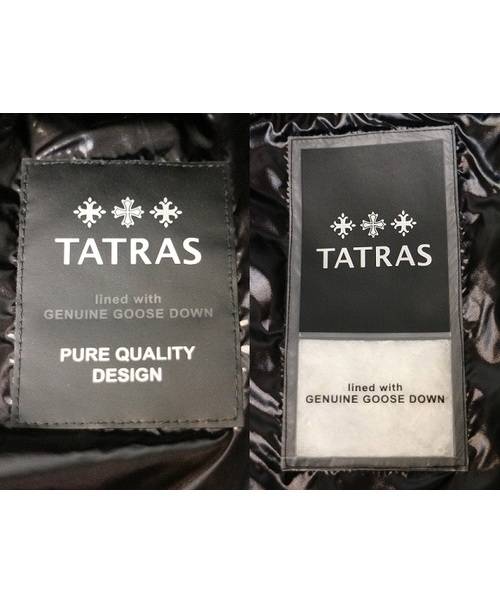 TATRAS
lined with
GENUINE GOOSE DOWN
PURE QUALITY
DESIGN
TATRAS
lined with
GENUINE GOOSE DOWN